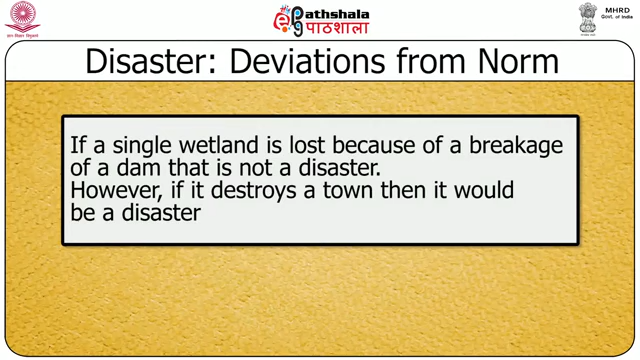 ePathshala
पाठशाला
MHRD
Govt. of India
Disaster: Deviations from Norm
If a single wetland is lost because of a breakage
of a dam that is not a disaster.
However, if it destroys a town then it would
be a disaster